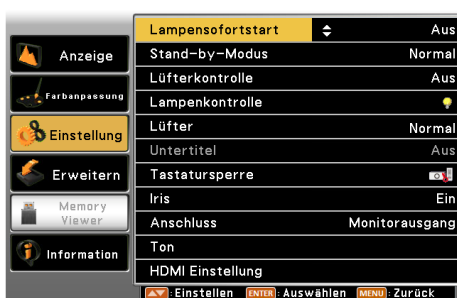 Anzeige
Farbanpassung
Einstellung
Erweitern
Memory
Viewer
Information
Lampensofortstart Aus
Stand-by-Modus Normal
Lüfterkontrolle Aus
Lampenkontrolle
Lüfter Normal
Untertitel Aus
Tastatursperre
Iris Ein
Anschluss Monitorausgang
Ton
HDMI Einstellung
:Einstellen ENTER :Auswählen MENU :Zurück